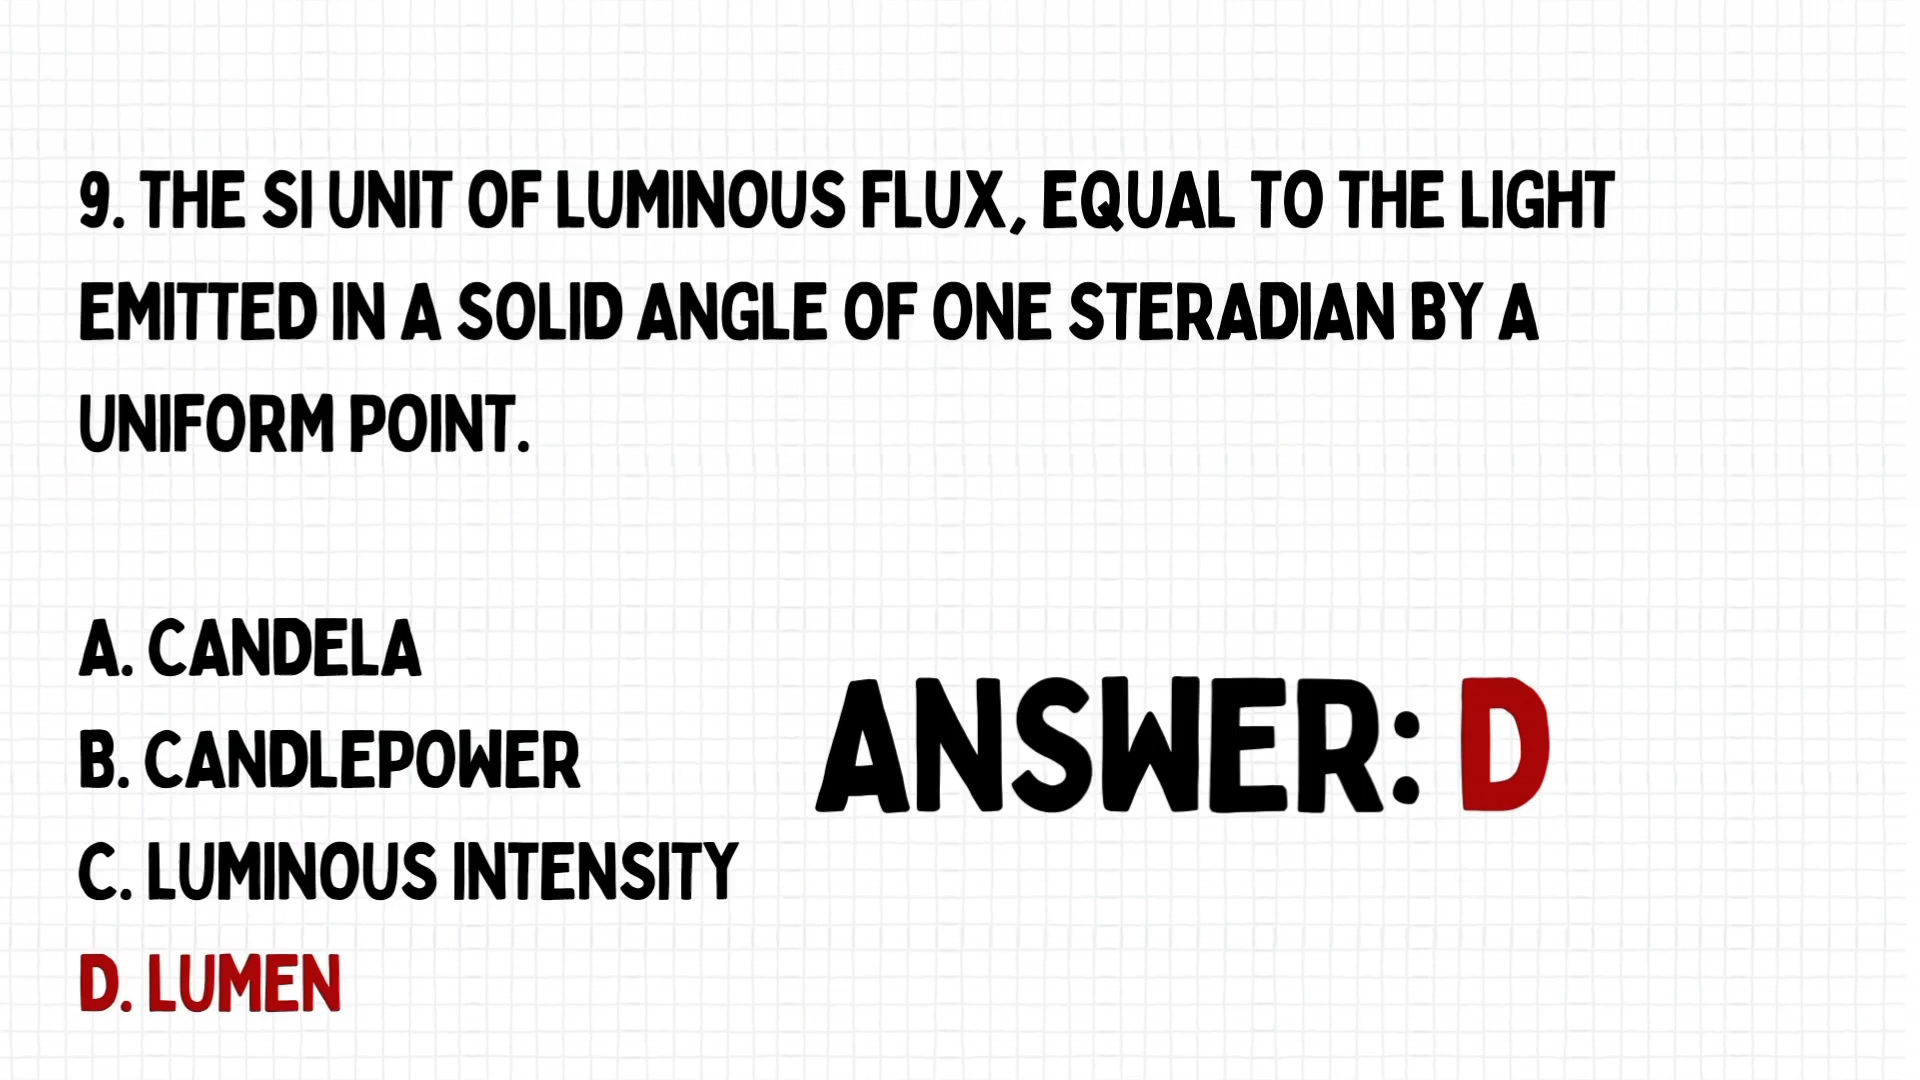 9. THE SI UNIT OF LUMINOUS FLUX, EQUAL TO THE LIGHT
EMITTED IN A SOLID ANGLE OF ONE STERADIAN BY A
UNIFORM POINT.
A. CANDELA
B. CANDLEPOWER
C. LUMINOUS INTENSITY
D. LUMEN
ANSWER: D